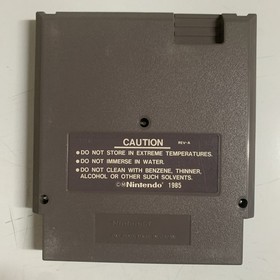 CAUTION REV-A
●DO NOT STORE IN EXTREME TEMPERATURES.
●DO NOT IMMERSE IN WATER.
●DO NOT CLEAN WITH BENZENE, THINNER,
ALCOHOL OR OTHER SUCH SOLVENTS.
©Ⓜ Nintendo 1985